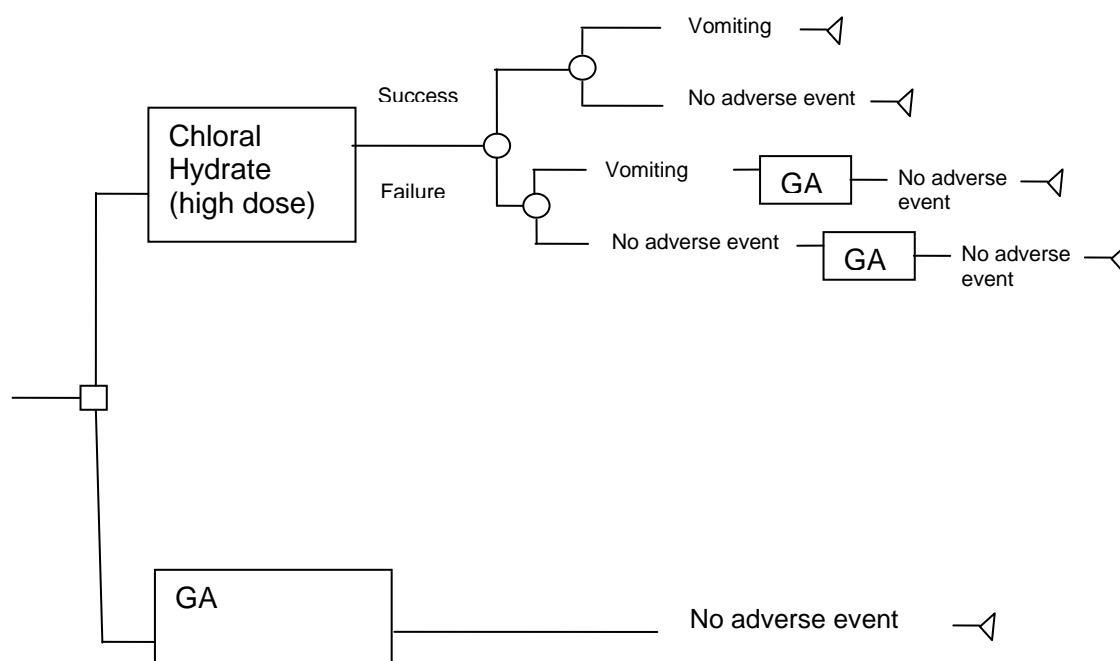 Vomiting
Success
No adverse event
Chloral
Hydrate
(high dose)
Failure
Vomiting
GA
No adverse
event
No adverse event
GA
No adverse
event
GA
No adverse event